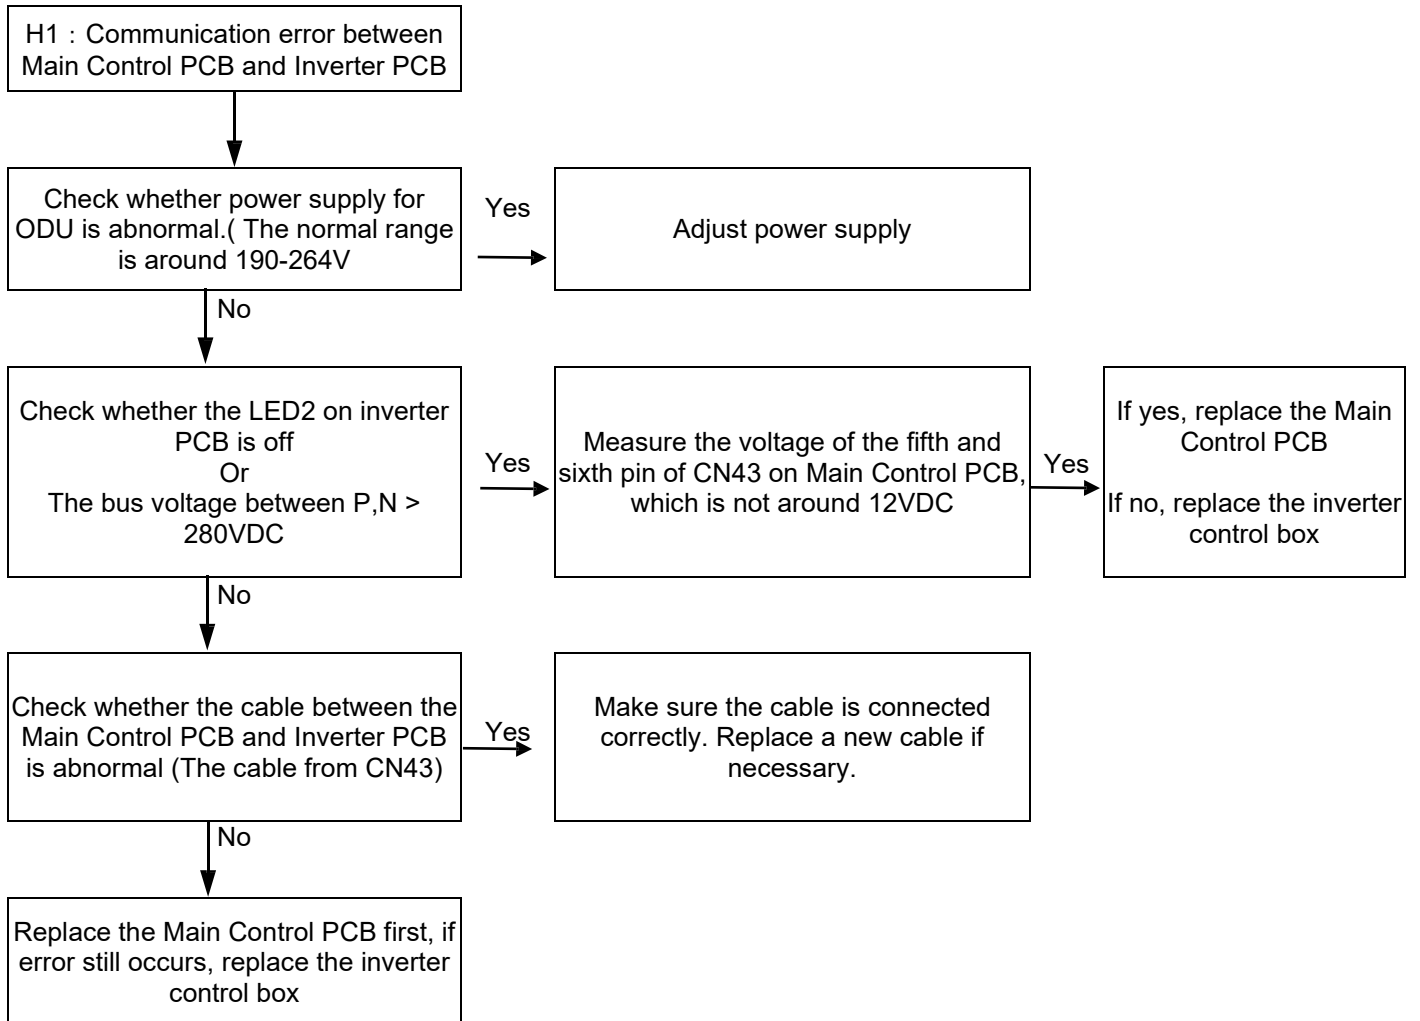 H1：Communication error between
Main Control PCB and Inverter PCB
Check whether power supply for
ODU is abnormal.( The normal range
is around 190-264V
Yes
Adjust power supply
No
Check whether the LED2 on inverter
PCB is off
Or
The bus voltage between P,N >
280VDC
Yes
Measure the voltage of the fifth and
sixth pin of CN43 on Main Control PCB,
which is not around 12VDC
Yes
If yes, replace the Main
Control PCB
If no, replace the inverter
control box
No
Check whether the cable between the
Main Control PCB and Inverter PCB
is abnormal (The cable from CN43)
Yes
Make sure the cable is connected
correctly. Replace a new cable if
necessary.
No
Replace the Main Control PCB first, if
error still occurs, replace the inverter
control box